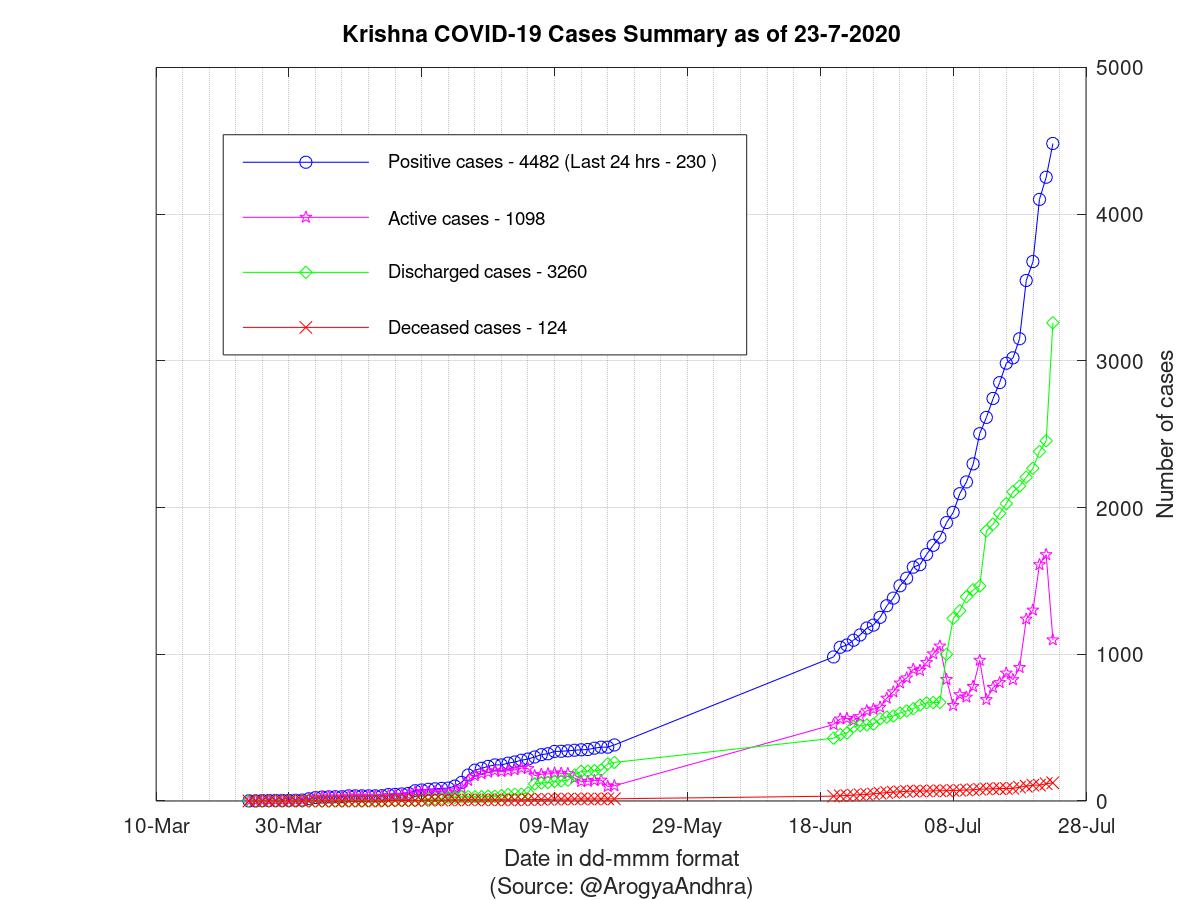 Krishna COVID-19 Cases Summary as of 23-7-2020
Positive cases - 4482 (Last 24 hrs - 230 )
Active cases - 1098
Discharged cases - 3260
Deceased cases - 124
5000
4000
3000
2000
1000
0
Number of cases
10-Mar 30-Mar 19-Apr 09-May 29-May 18-Jun 08-Jul 28-Jul
Date in dd-mmm format
(Source: @ArogyaAndhra)